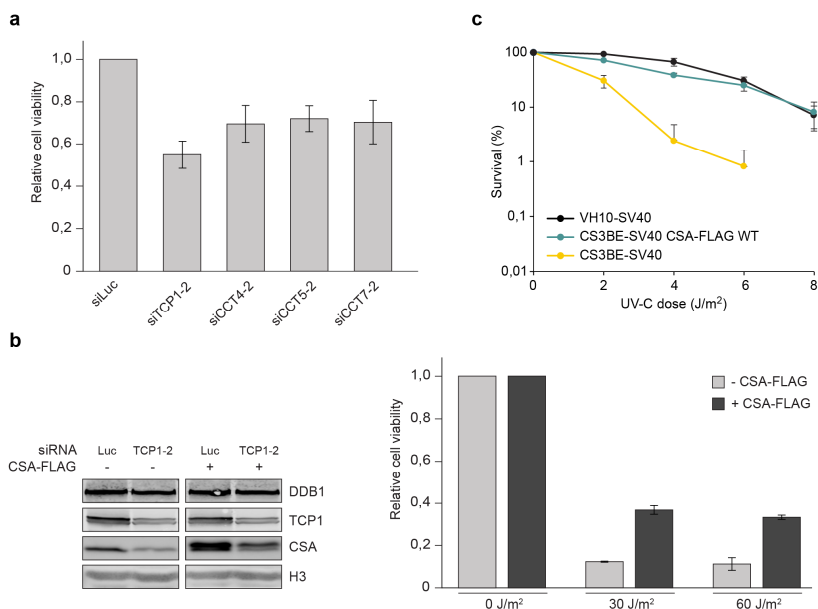 a
Relative cell viability
1,0
0,8
0,6
0,4
0,2
0
siLuc
siTCP1-2
siCCT4-2
siCCT5-2
siCCT7-2
c
Survival (%)
100
10
1
0,1
0,01
VH10-SV40
CS3BE-SV40 CSA-FLAG WT
CS3BE-SV40
0 2 4 6 8
UV-C dose (J/m²)
b
siRNA Luc TCP1-2 Luc TCP1-2
CSA-FLAG - - + +
DDB1
TCP1
CSA
H3
Relative cell viability
1,0
0,8
0,6
0,4
0,2
0
- CSA-FLAG
+ CSA-FLAG
0 J/m² 30 J/m² 60 J/m²